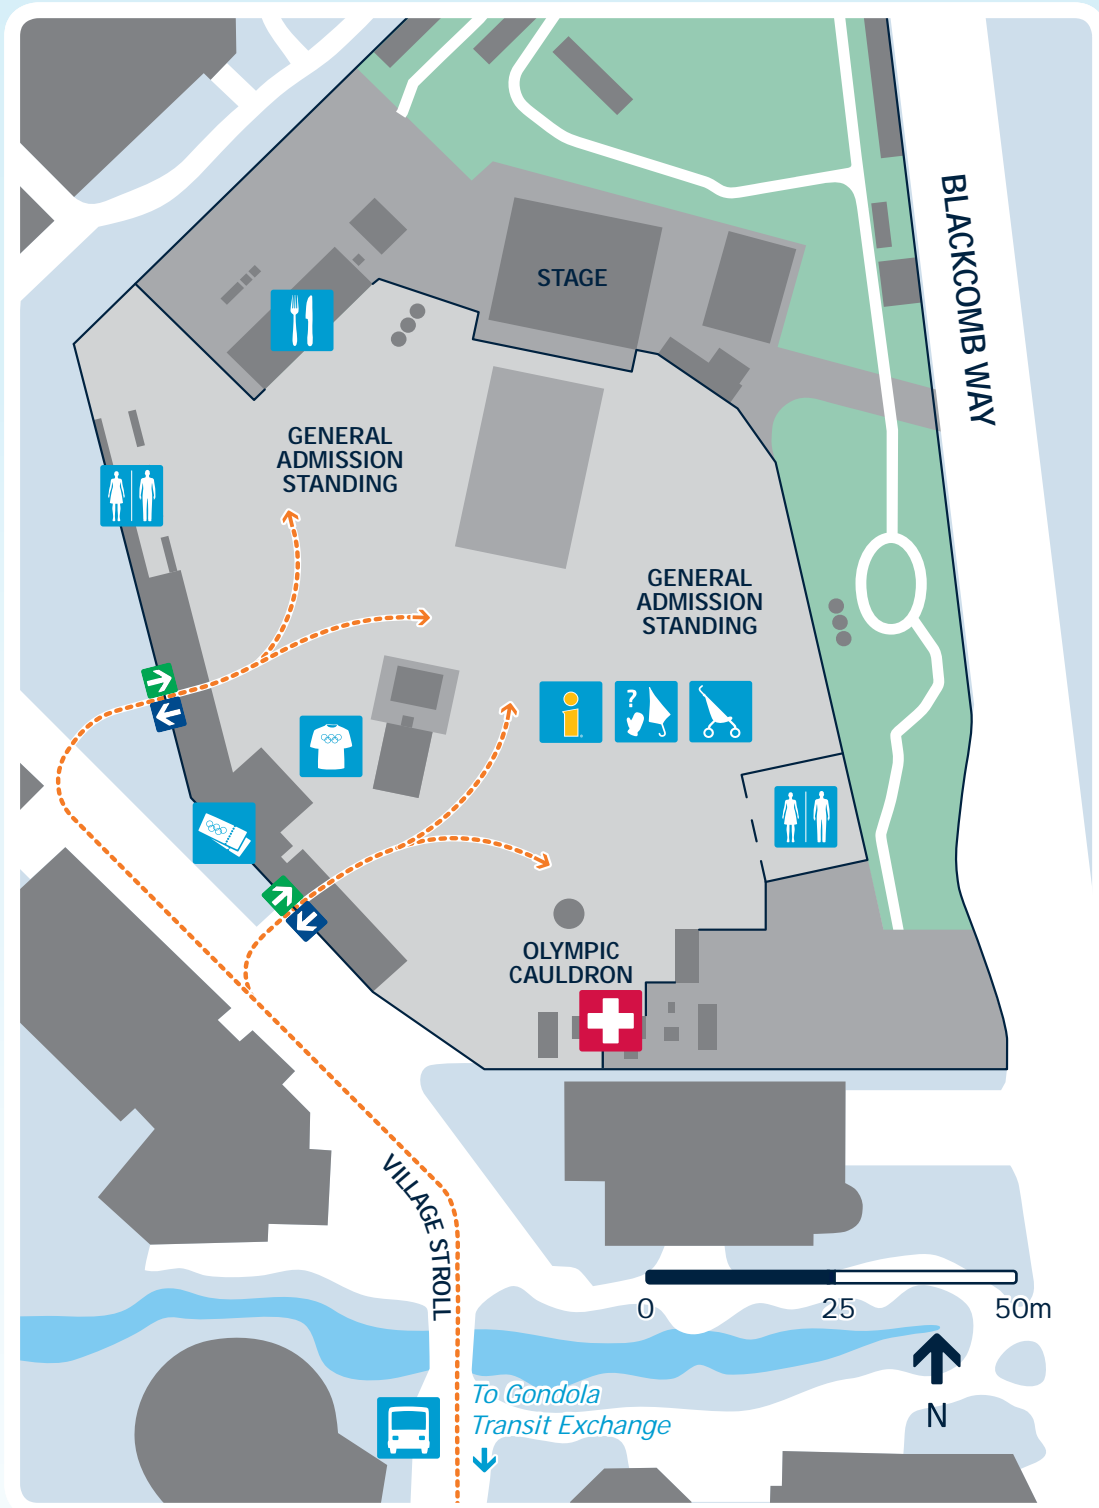 STAGE
BLACKCOMB WAY
GENERAL
ADMISSION
STANDING
GENERAL
ADMISSION
STANDING
?
i
OLYMPIC
CAULDRON
VILLAGE STROLL
0 25 50m
N
To Gondola
Transit Exchange